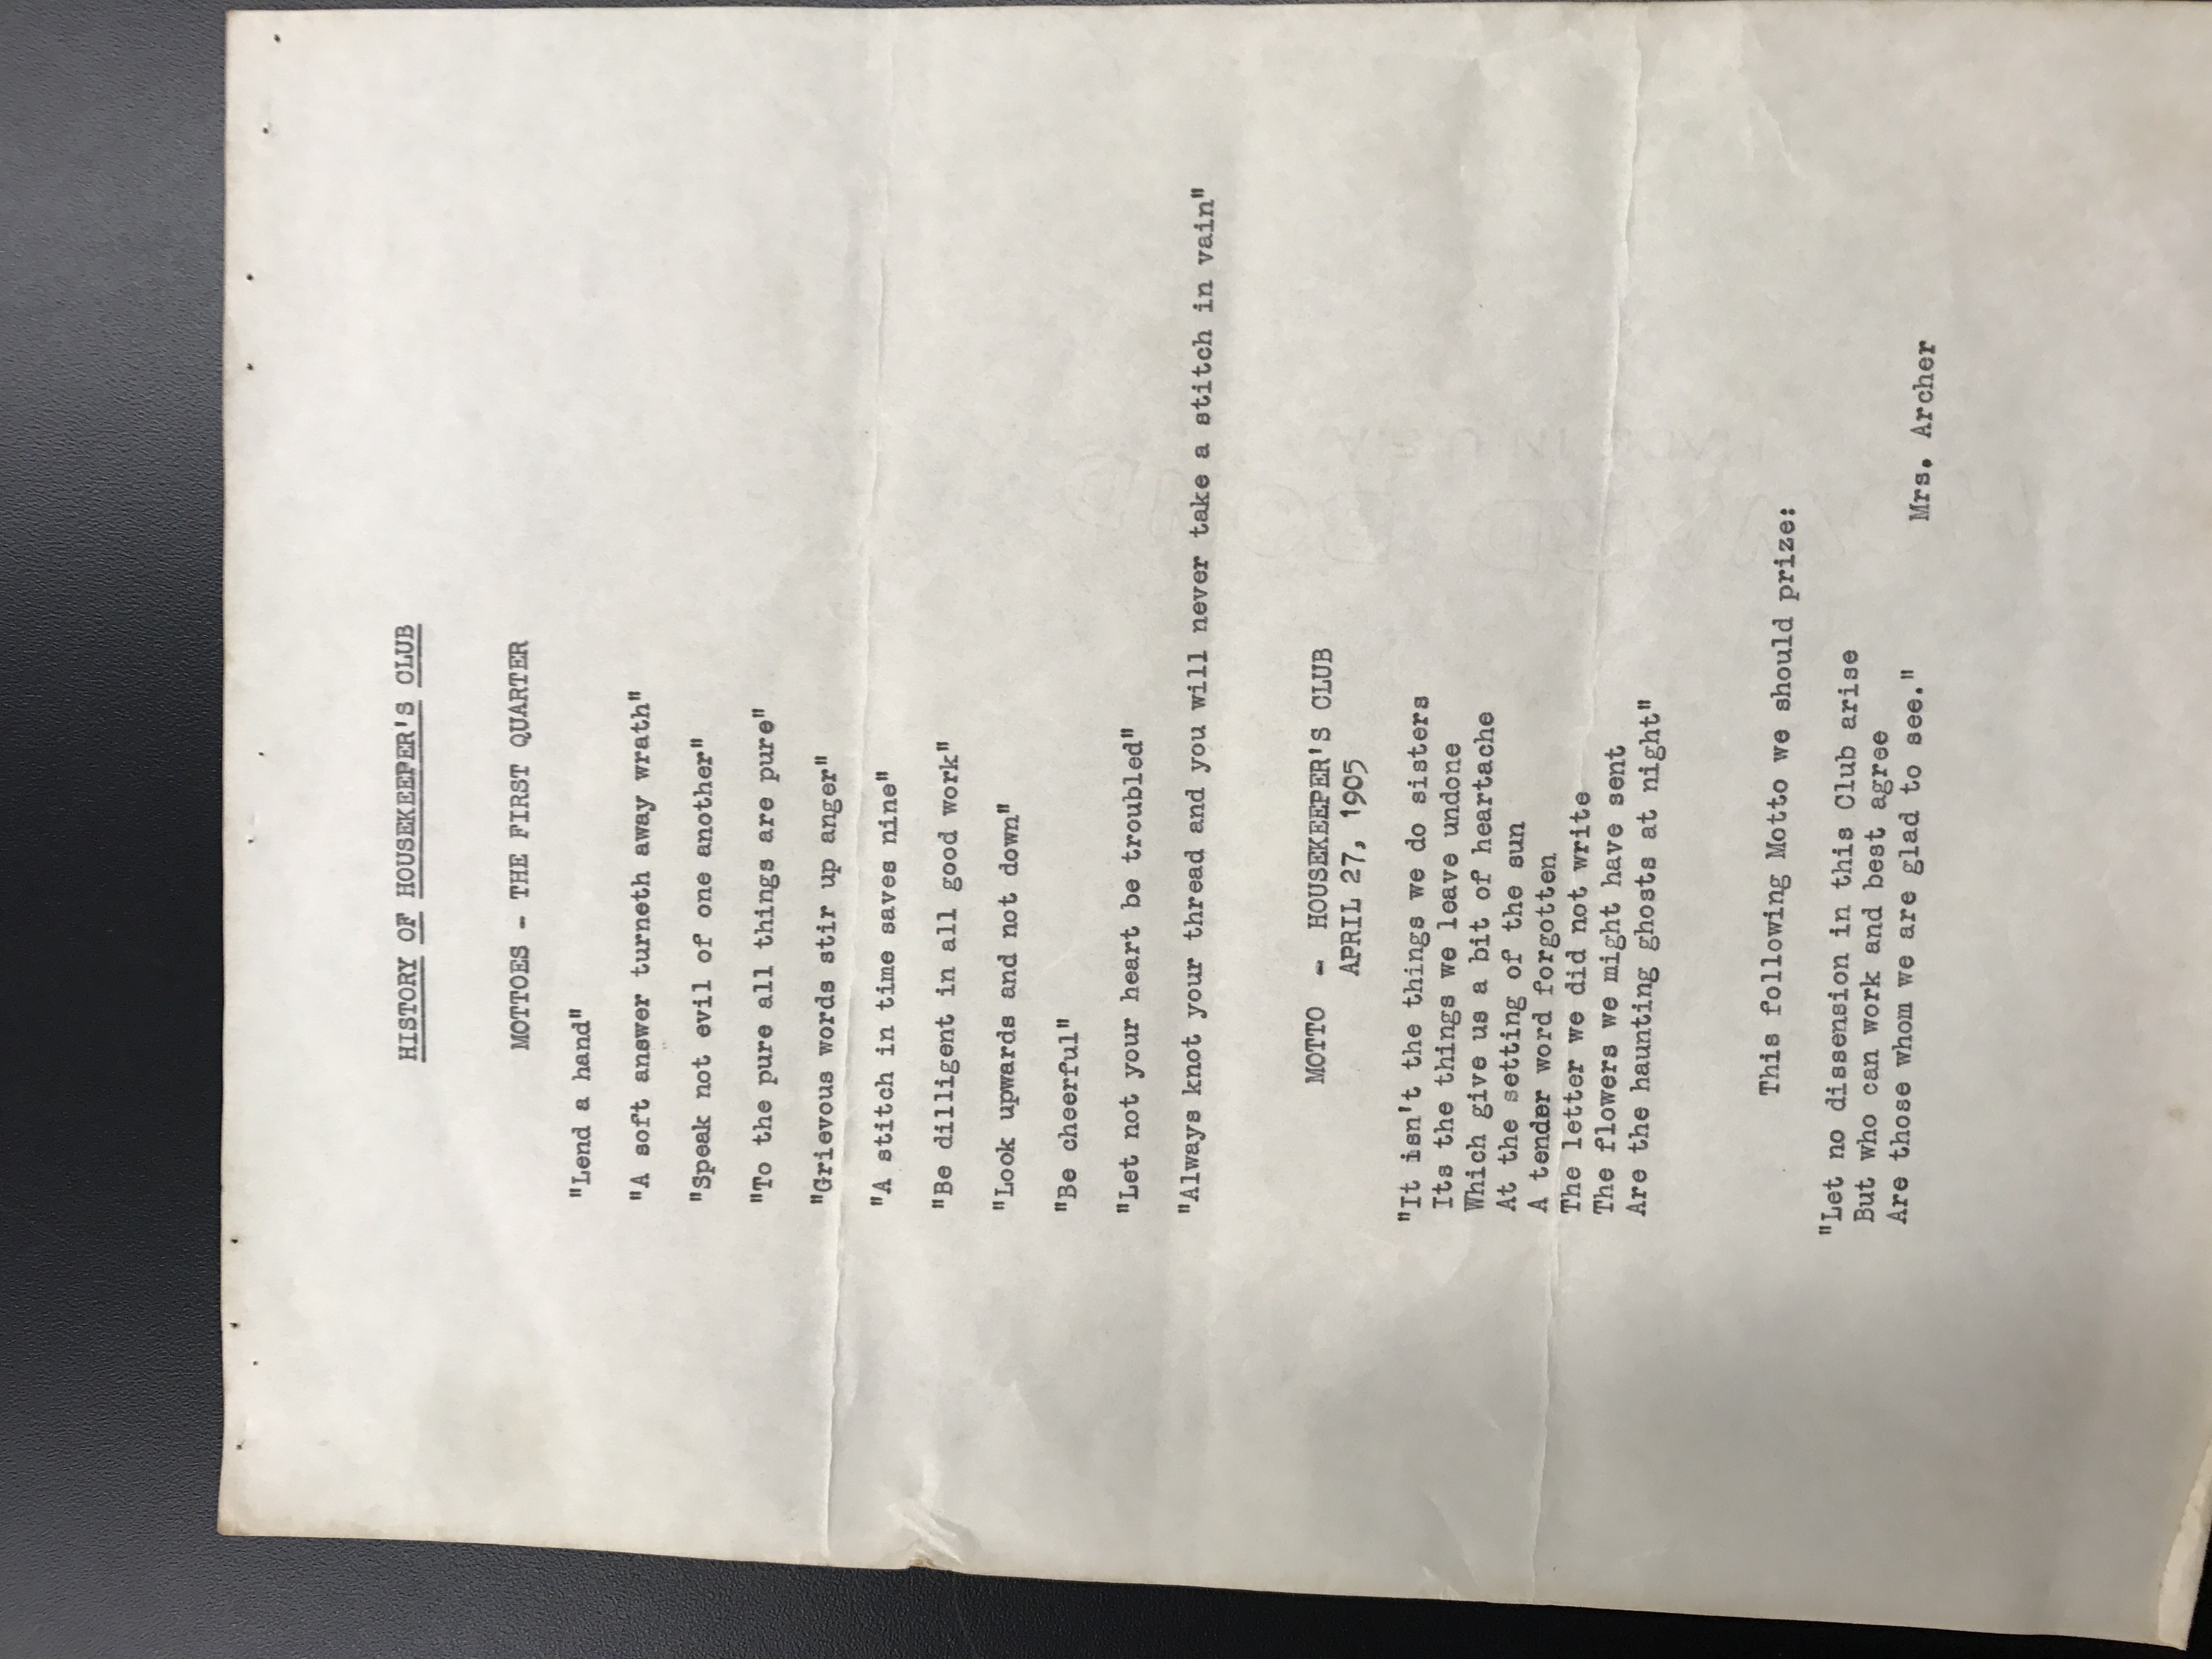 HISTORY OF HOUSEKEEPER'S CLUB
MOTTOES - THE FIRST QUARTER
"Lend a hand"
"A soft answer turneth away wrath"
"Speak not evil of one another"
"To the pure all things are pure"
"Grievous words stir up anger"
"A stitch in time saves nine"
"Be dilligent in all good work"
"Look upwards and not down"
"Be cheerful"
"Let not your heart be troubled"
"Always knot your thread and you will never take a stitch in vain"
MOTTO - HOUSEKEEPER'S CLUB
APRIL 27, 1905
"It isn't the things we do sisters
Its the things we leave undone
Which give us a bit of heartache
At the setting of the sun
A tender word forgotten
The letter we did not write
The flowers we might have sent
Are the haunting ghosts at night"
This following Motto we should prize:
"Let no dissension in this Club arise
But who can work and best agree
Are those whom we are glad to see."
Mrs. Archer